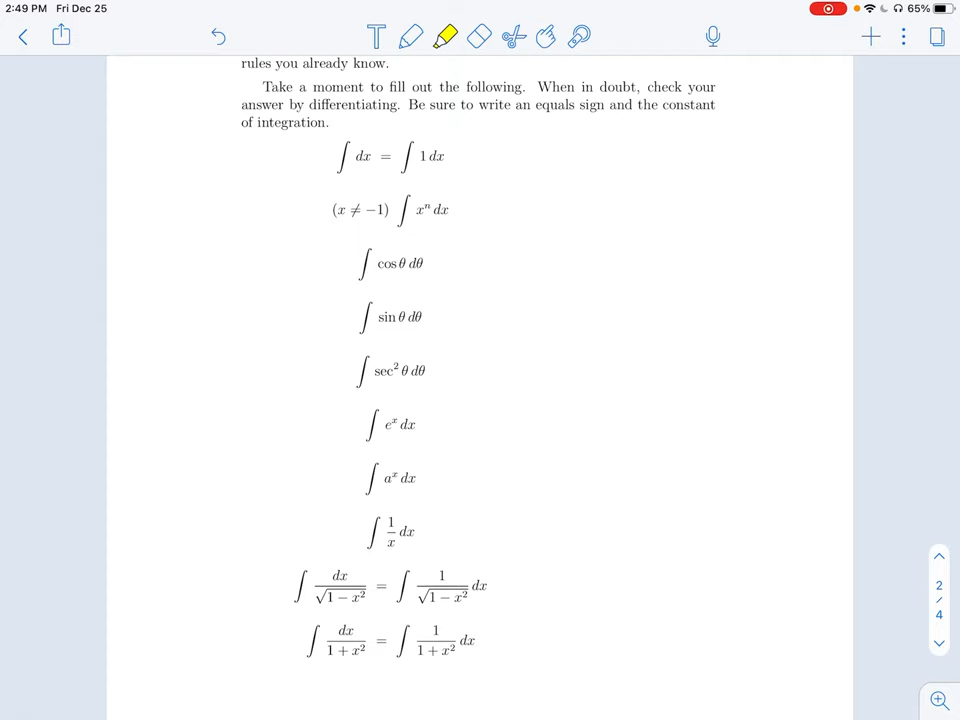 2:49 PM Fri Dec 25 65%
rules you already know.
Take a moment to fill out the following. When in doubt, check your
answer by differentiating. Be sure to write an equals sign and the constant
of integration.
∫ dx = ∫ 1 dx
(x ≠ −1) ∫ xⁿ dx
∫ cos θ dθ
∫ sin θ dθ
∫ sec² θ dθ
∫ eˣ dx
∫ aˣ dx
∫ 1/x dx
∫ dx/√(1 − x²) = ∫ 1/√(1 − x²) dx
∫ dx/(1 + x²) = ∫ 1/(1 + x²) dx
2
/
4